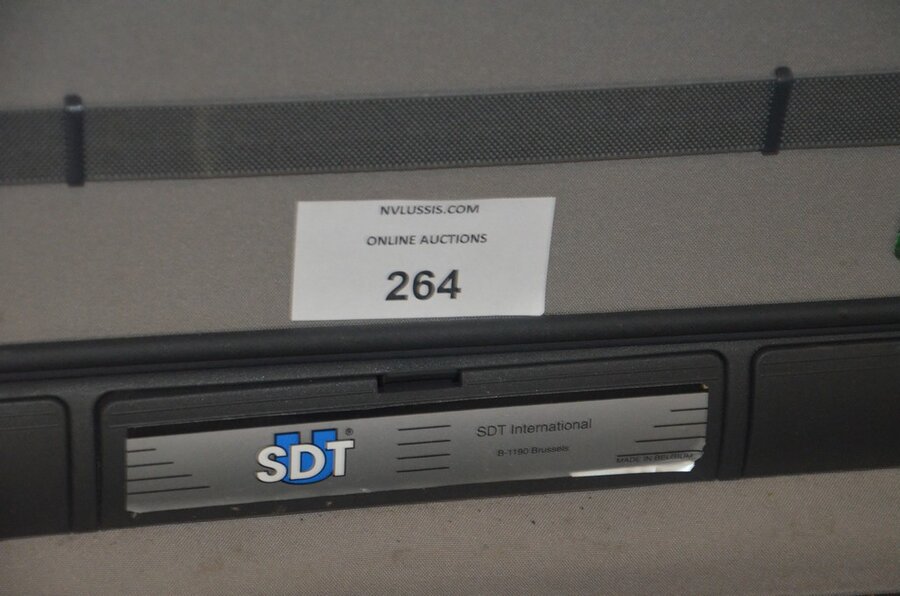 NVLUSSIS.COM
ONLINE AUCTIONS
264
SDT®
SDT International
B-1190 Brussels
MADE IN BELGIUM